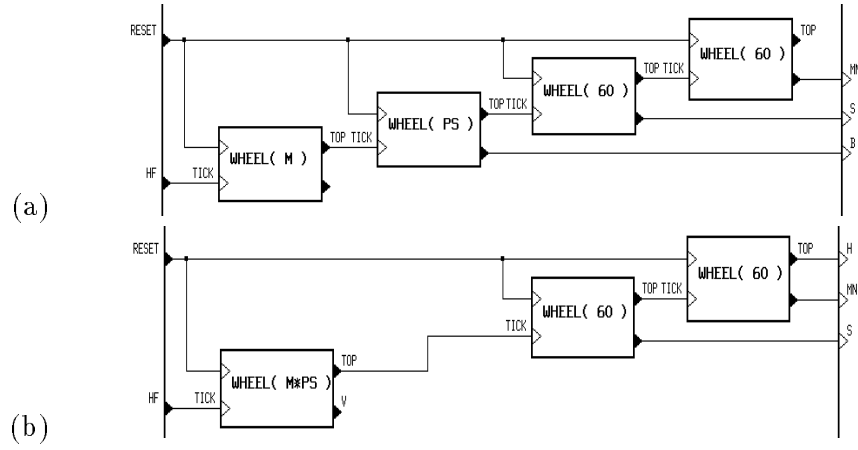 RESET
TOP
WHEEL( 60 )
TOP TICK
MN
WHEEL( 60 )
TOP TICK
S
WHEEL( PS )
TOP TICK
B
WHEEL( M )
HF
TICK
(a)
RESET
TOP
H
WHEEL( 60 )
TOP TICK
MN
WHEEL( 60 )
TICK
S
TOP
WHEEL( M*PS )
HF
TICK
V
(b)